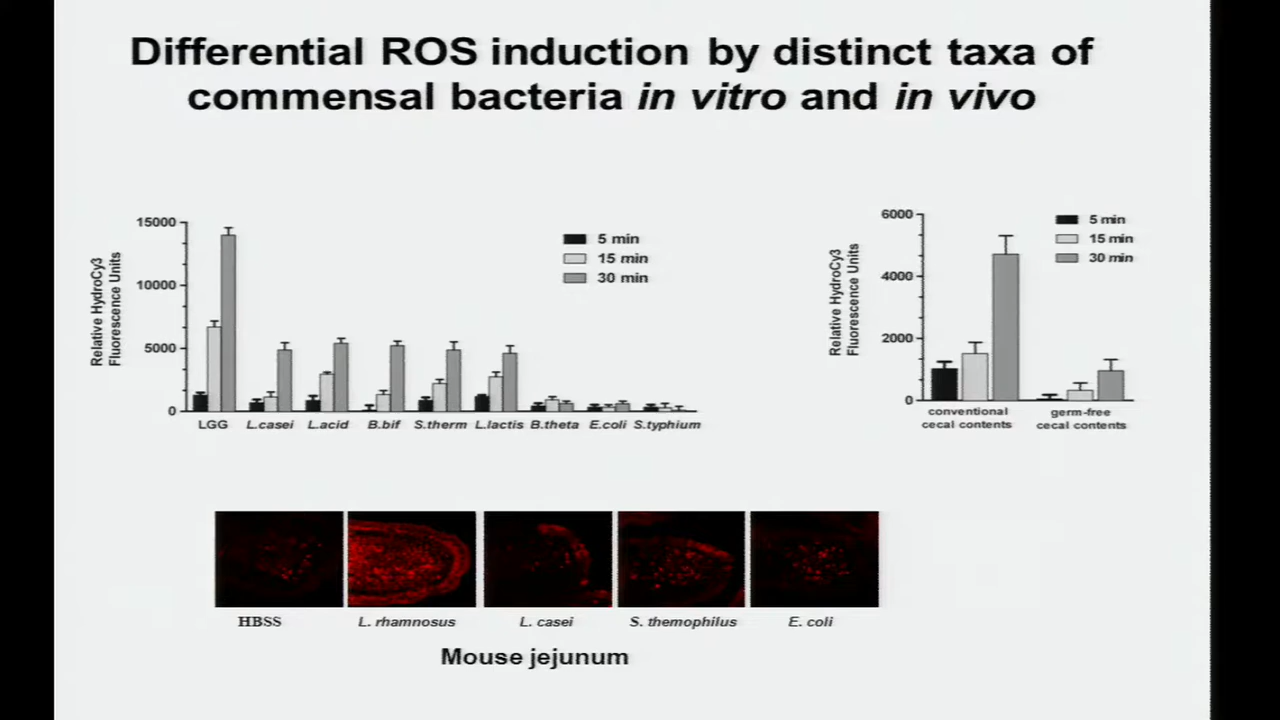 Differential ROS induction by distinct taxa of
commensal bacteria in vitro and in vivo
Relative HydroCy3
Fluorescence Units
15000
10000
5000
0
5 min
15 min
30 min
LGG L.casei L.acid B.bif S.therm L.lactis B.theta E.coli S.typhium
Relative HydroCy3
Fluorescence Units
6000
4000
2000
0
5 min
15 min
30 min
conventional
cecal contents
germ-free
cecal contents
HBSS L. rhamnosus L. casei S. themophilus E. coli
Mouse jejunum